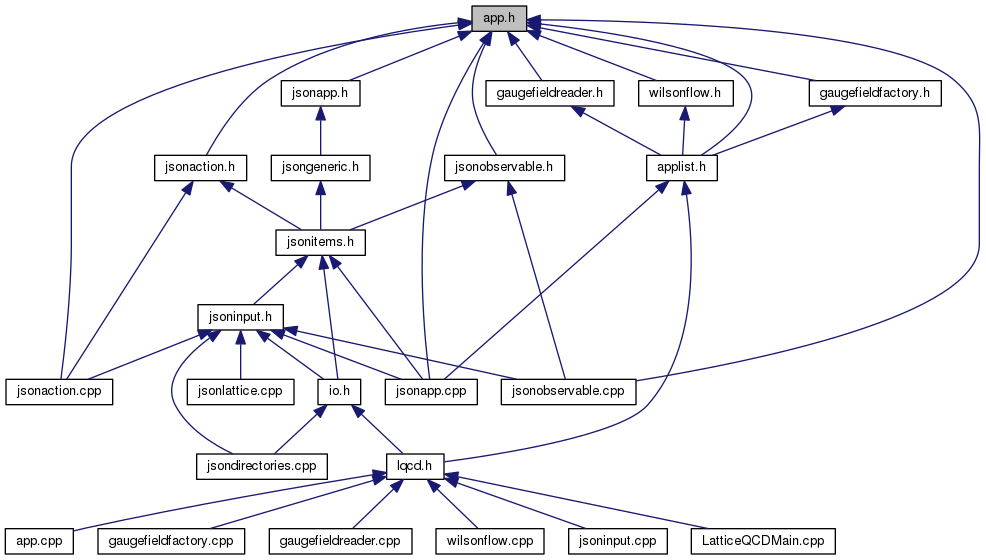 app.h
jsonapp.h
gaugefieldreader.h
wilsonflow.h
gaugefieldfactory.h
jsonaction.h
jsongeneric.h
jsonobservable.h
applist.h
jsonitems.h
jsoninput.h
jsonaction.cpp
jsonlattice.cpp
io.h
jsonapp.cpp
jsonobservable.cpp
jsondirectories.cpp
lqcd.h
app.cpp
gaugefieldfactory.cpp
gaugefieldreader.cpp
wilsonflow.cpp
jsoninput.cpp
LatticeQCDMain.cpp